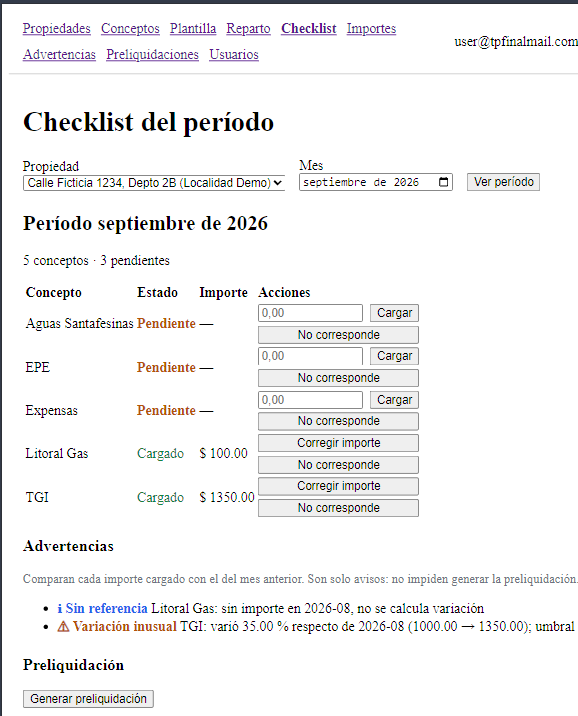 Propiedades Conceptos Plantilla Reparto Checklist Importes
Advertencias Preliquidaciones Usuarios
user@tpfinalmail.com
Checklist del período
Propiedad
Calle Ficticia 1234, Depto 2B (Localidad Demo)
Mes
septiembre de 2026
Ver período
Período septiembre de 2026
5 conceptos · 3 pendientes
Concepto Estado Importe Acciones
Aguas Santafesinas Pendiente — 0,00 Cargar
No corresponde
EPE Pendiente — 0,00 Cargar
No corresponde
Expensas Pendiente — 0,00 Cargar
No corresponde
Litoral Gas Cargado $ 100.00 Corregir importe
No corresponde
TGI Cargado $ 1350.00 Corregir importe
No corresponde
Advertencias
Comparan cada importe cargado con el del mes anterior. Son solo avisos: no impiden generar la preliquidación.
• ℹ Sin referencia Litoral Gas: sin importe en 2026-08, no se calcula variación
• ⚠ Variación inusual TGI: varió 35.00 % respecto de 2026-08 (1000.00 → 1350.00); umbral
Preliquidación
Generar preliquidación